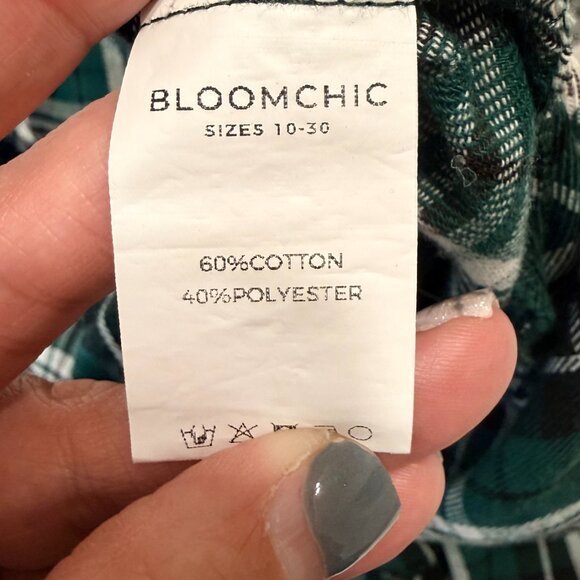 BLOOMCHIC
SIZES 10-30
60%COTTON
40%POLYESTER